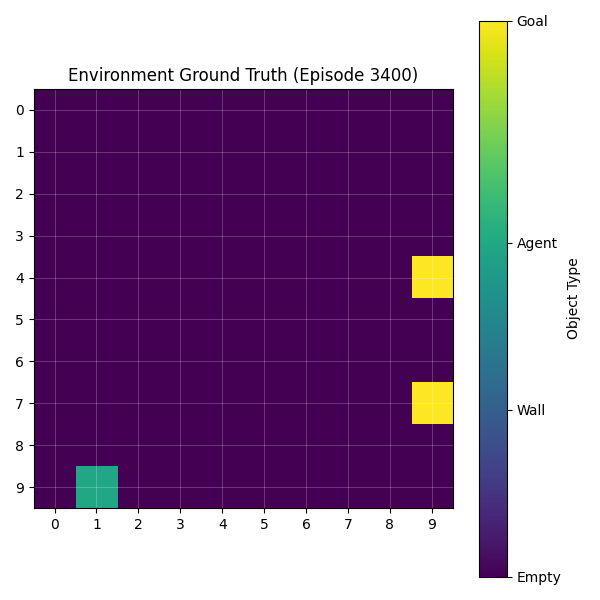 Environment Ground Truth (Episode 3400)
0
1
2
3
4
5
6
7
8
9
0 1 2 3 4 5 6 7 8 9
Goal
Agent
Wall
Empty
Object Type